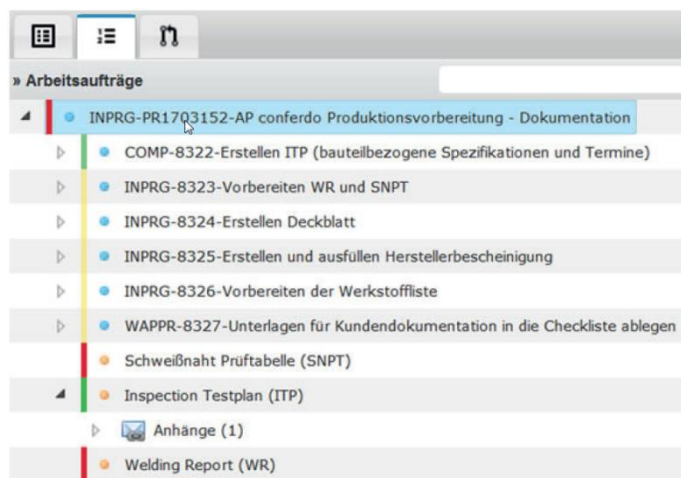 » Arbeitsaufträge
INPRG-PR1703152-AP conferdo Produktionsvorbereitung - Dokumentation
COMP-8322-Erstellen ITP (bauteilbezogene Spezifikationen und Termine)
INPRG-8323-Vorbereiten WR und SNPT
INPRG-8324-Erstellen Deckblatt
INPRG-8325-Erstellen und ausfüllen Herstellerbescheinigung
INPRG-8326-Vorbereiten der Werkstoffliste
WAPPR-8327-Unterlagen für Kundendokumentation in die Checkliste ablegen
Schweißnaht Prüftabelle (SNPT)
Inspection Testplan (ITP)
Anhänge (1)
Welding Report (WR)